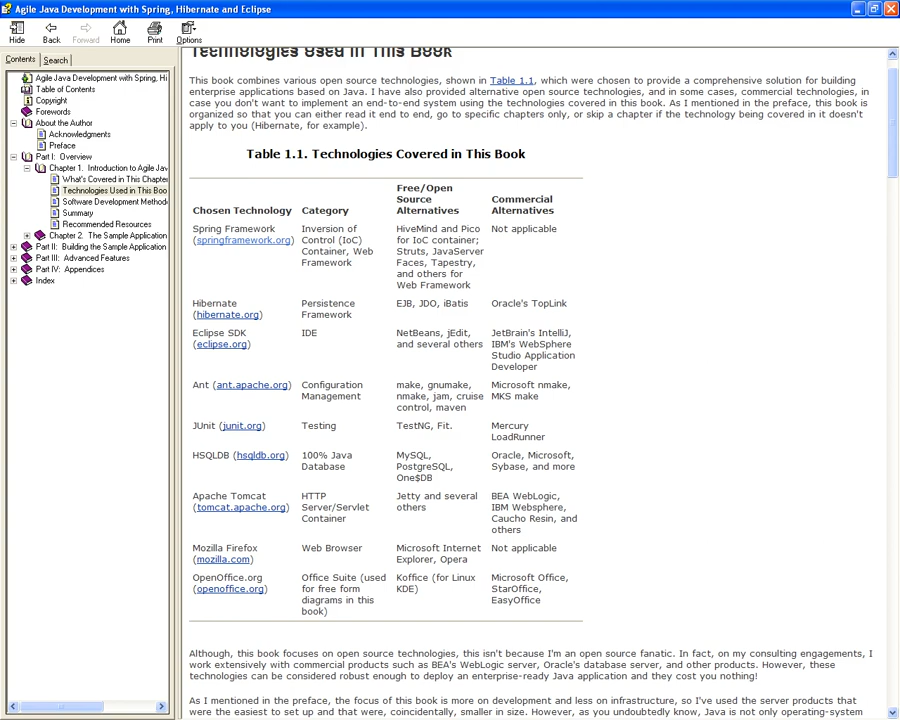 Agile Java Development with Spring, Hibernate and Eclipse
Hide Back Forward Home Print Options
Contents Search
Agile Java Development with Spring, Hi
Table of Contents
Copyright
Forewords
About the Author
Acknowledgments
Preface
Part I: Overview
Chapter 1. Introduction to Agile Jav
What's Covered in This Chapte
Technologies Used in This Boo
Software Development Method
Summary
Recommended Resources
Chapter 2. The Sample Application
Part II: Building the Sample Application
Part III: Advanced Features
Part IV: Appendices
Index
Technologies Used in This Book
This book combines various open source technologies, shown in Table 1.1, which were chosen to provide a comprehensive solution for building
enterprise applications based on Java. I have also provided alternative open source technologies, and in some cases, commercial technologies, in
case you don't want to implement an end-to-end system using the technologies covered in this book. As I mentioned in the preface, this book is
organized so that you can either read it end to end, go to specific chapters only, or skip a chapter if the technology being covered in it doesn't
apply to you (Hibernate, for example).
Table 1.1. Technologies Covered in This Book
Chosen Technology
Category
Free/Open
Source
Alternatives
Commercial
Alternatives
Spring Framework
(springframework.org)
Inversion of
Control (IoC)
Container, Web
Framework
HiveMind and Pico
for IoC container;
Struts, JavaServer
Faces, Tapestry,
and others for
Web Framework
Not applicable
Hibernate
(hibernate.org)
Persistence
Framework
EJB, JDO, iBatis
Oracle's TopLink
Eclipse SDK
(eclipse.org)
IDE
NetBeans, jEdit,
and several others
JetBrain's IntelliJ,
IBM's WebSphere
Studio Application
Developer
Ant (ant.apache.org)
Configuration
Management
make, gnumake,
nmake, jam, cruise
control, maven
Microsoft nmake,
MKS make
JUnit (junit.org)
Testing
TestNG, Fit.
Mercury
LoadRunner
HSQLDB (hsqldb.org)
100% Java
Database
MySQL,
PostgreSQL,
One$DB
Oracle, Microsoft,
Sybase, and more
Apache Tomcat
(tomcat.apache.org)
HTTP
Server/Servlet
Container
Jetty and several
others
BEA WebLogic,
IBM Websphere,
Caucho Resin, and
others
Mozilla Firefox
(mozilla.com)
Web Browser
Microsoft Internet
Explorer, Opera
Not applicable
OpenOffice.org
(openoffice.org)
Office Suite (used
for free form
diagrams in this
book)
Koffice (for Linux
KDE)
Microsoft Office,
StarOffice,
EasyOffice
Although, this book focuses on open source technologies, this isn't because I'm an open source fanatic. In fact, on my consulting engagements, I
work extensively with commercial products such as BEA's WebLogic server, Oracle's database server, and other products. However, these
technologies can be considered robust enough to deploy an enterprise-ready Java application and they cost you nothing!
As I mentioned in the preface, the focus of this book is more on development and less on infrastructure, so I've used the server products that
were the easiest to set up and that were, coincidentally, smaller in size. However, as you undoubtedly know, Java is not only operating-system